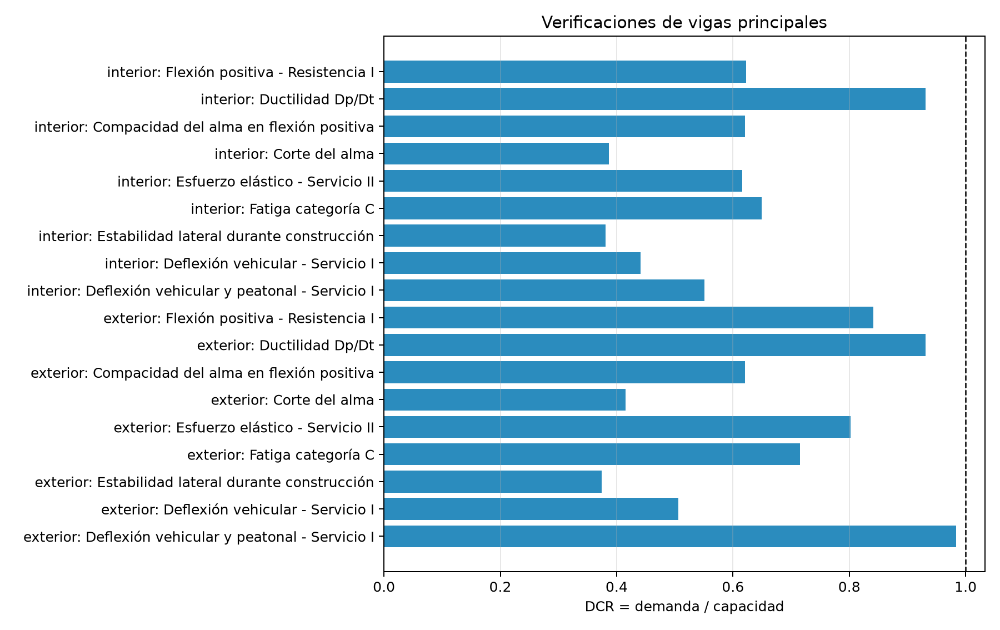 Verificaciones de vigas principales
interior: Flexión positiva - Resistencia I
interior: Ductilidad Dp/Dt
interior: Compacidad del alma en flexión positiva
interior: Corte del alma
interior: Esfuerzo elástico - Servicio II
interior: Fatiga categoría C
interior: Estabilidad lateral durante construcción
interior: Deflexión vehicular - Servicio I
interior: Deflexión vehicular y peatonal - Servicio I
exterior: Flexión positiva - Resistencia I
exterior: Ductilidad Dp/Dt
exterior: Compacidad del alma en flexión positiva
exterior: Corte del alma
exterior: Esfuerzo elástico - Servicio II
exterior: Fatiga categoría C
exterior: Estabilidad lateral durante construcción
exterior: Deflexión vehicular - Servicio I
exterior: Deflexión vehicular y peatonal - Servicio I
0.0 0.2 0.4 0.6 0.8 1.0
DCR = demanda / capacidad